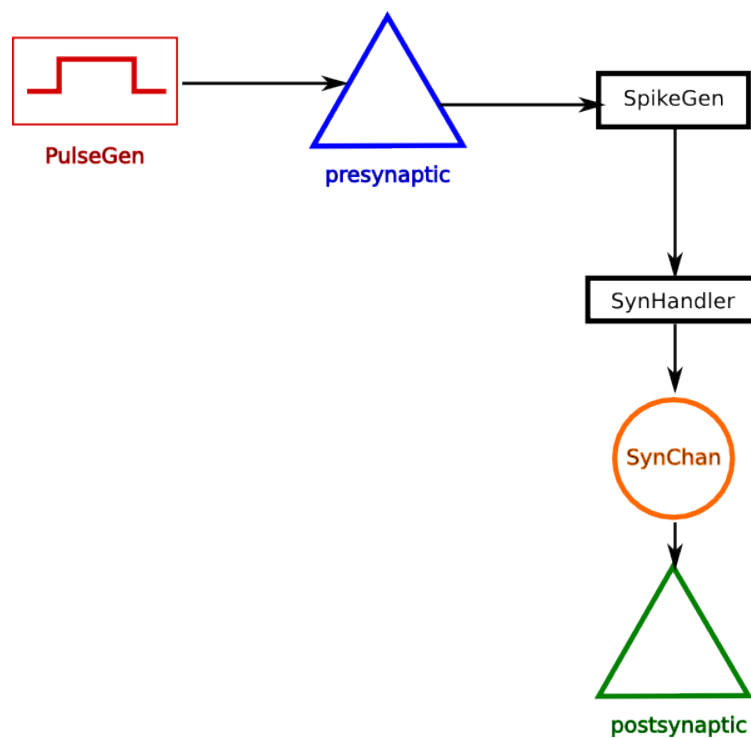 SpikeGen
PulseGen
presynaptic
SynHandler
SynChan
postsynaptic